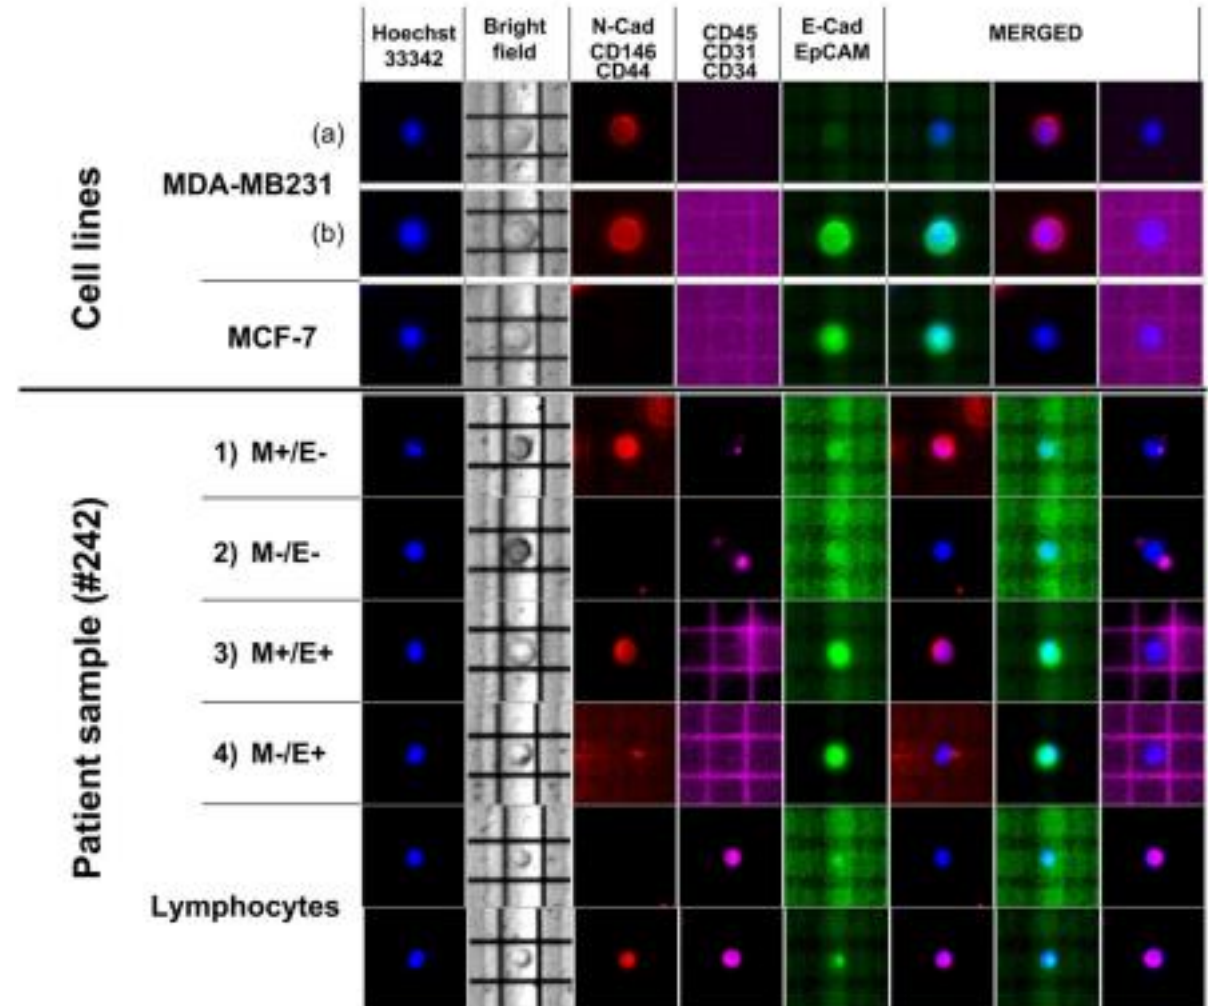 Hoechst
33342
Bright
field
N-Cad
CD146
CD44
CD45
CD31
CD34
E-Cad
EpCAM
MERGED
Cell lines
MDA-MB231
(a)
(b)
MCF-7
Patient sample (#242)
1) M+/E-
2) M-/E-
3) M+/E+
4) M-/E+
Lymphocytes